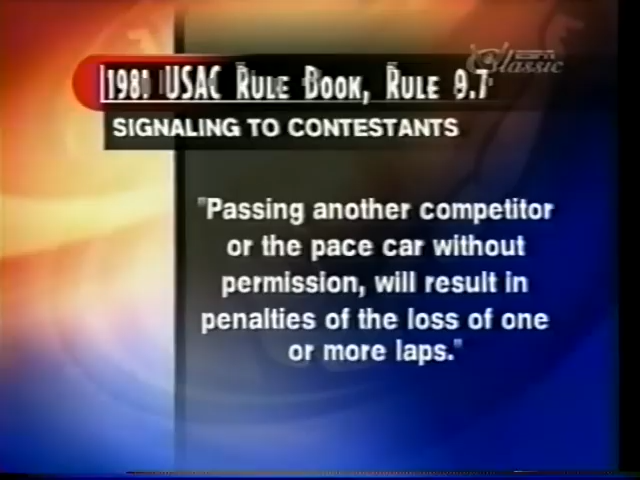 ESPN
Classic
1981 USAC RULE BOOK, RULE 9.7
SIGNALING TO CONTESTANTS
"Passing another competitor
or the pace car without
permission, will result in
penalties of the loss of one
or more laps."